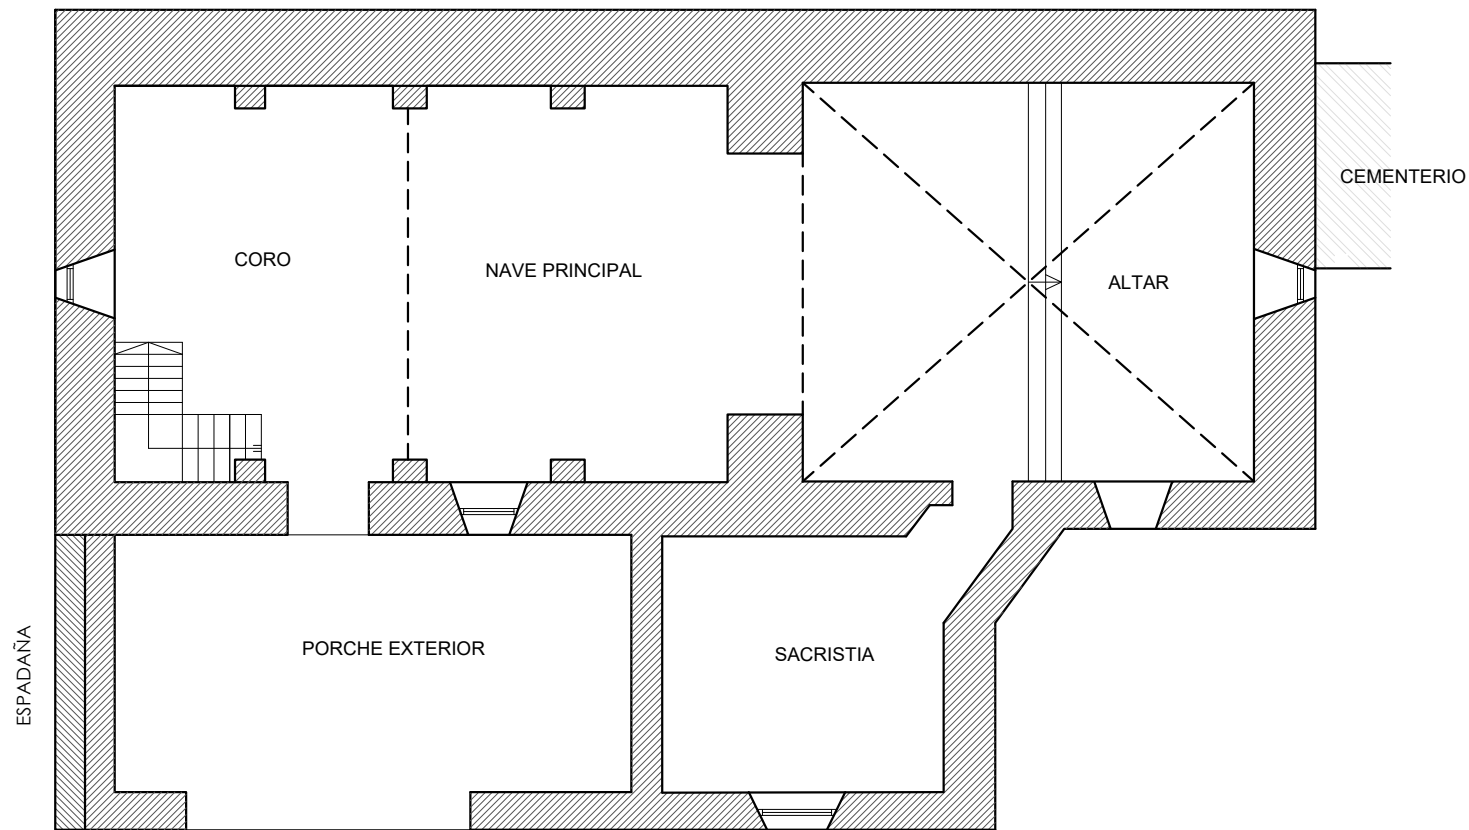 CEMENTERIO
CORO
NAVE PRINCIPAL
ALTAR
PORCHE EXTERIOR
SACRISTIA
ESPADAÑA